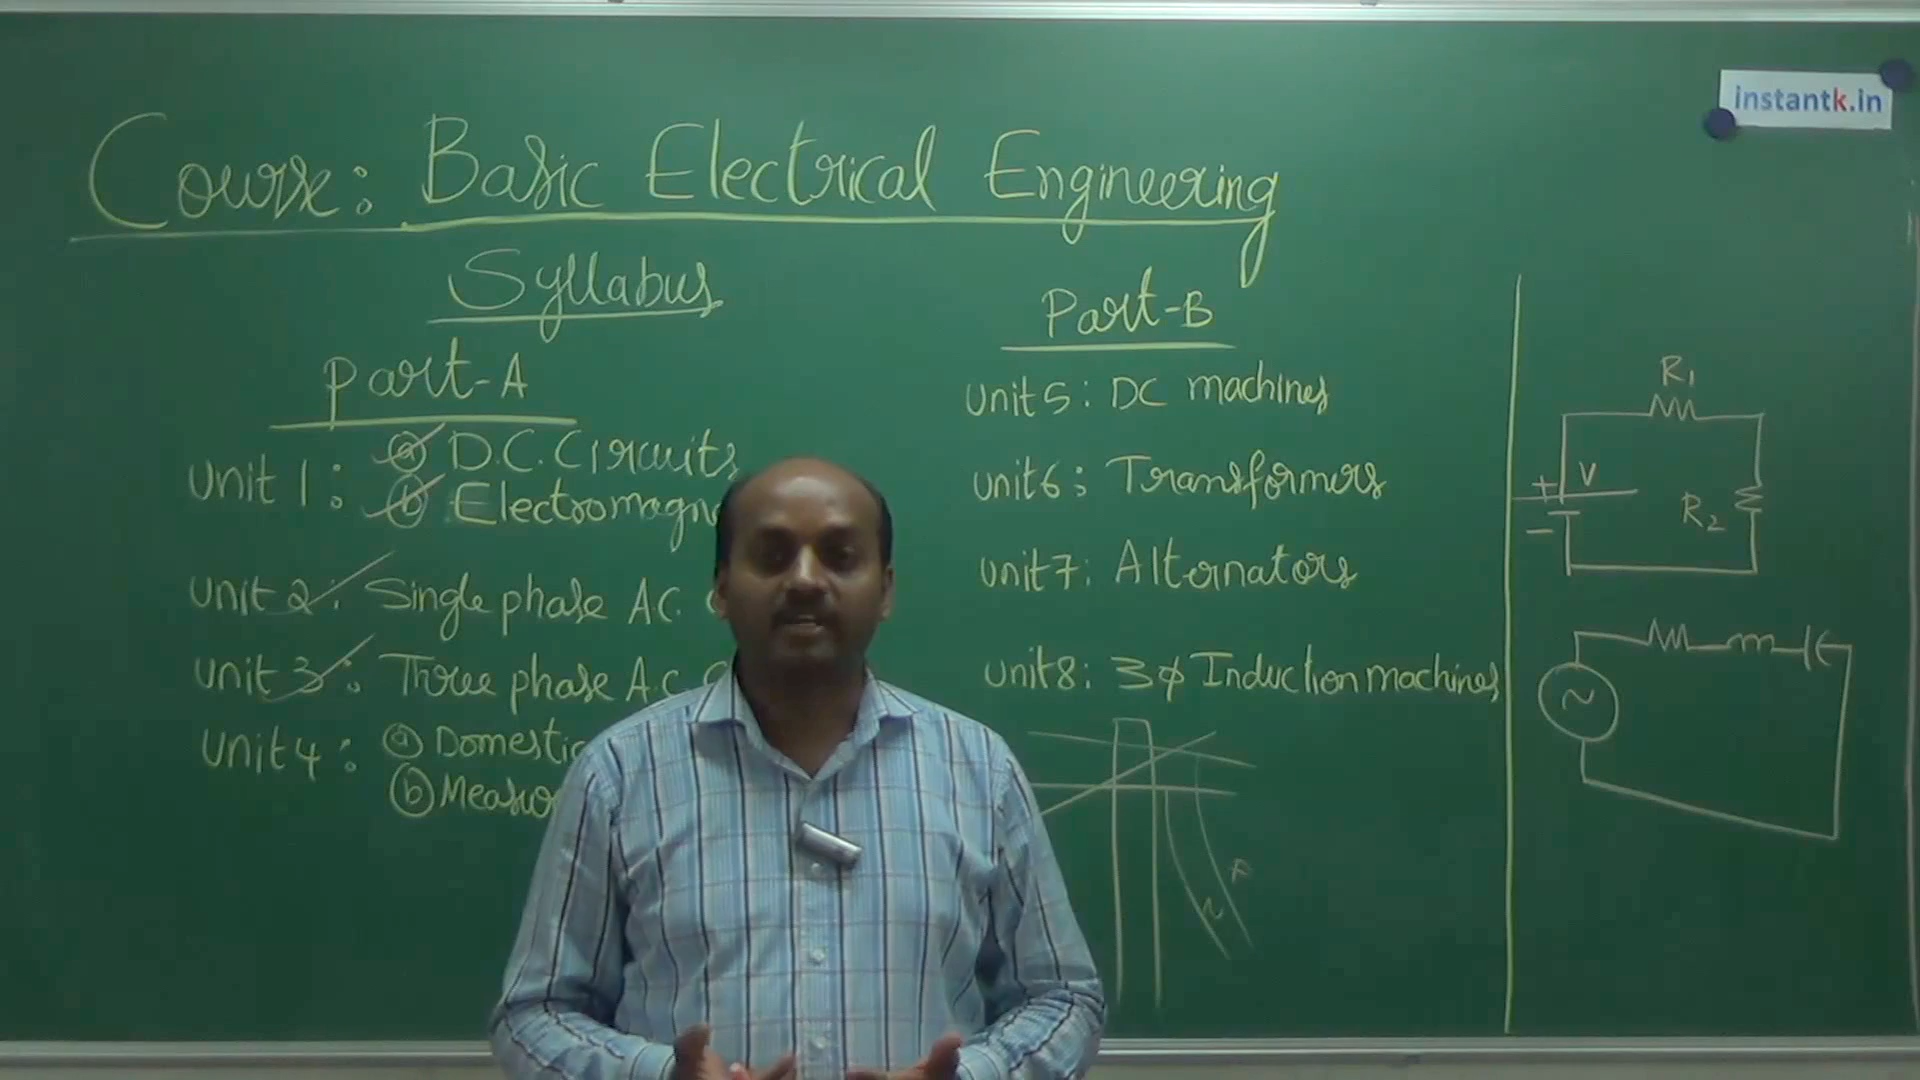 instantk.in
Course: Basic Electrical Engineering
Syllabus
Part-A
Unit 1: (a) D.C. Circuits
(b) Electromagne
Unit 2: Single phase A.C.
Unit 3: Three phase A.C.
Unit 4: (a) Domestic
(b) Measu
Part-B
Unit 5: DC machines
Unit 6: Transformers
Unit 7: Alternators
Unit 8: 3φ Induction machines
R1
+ V
R2
−
~